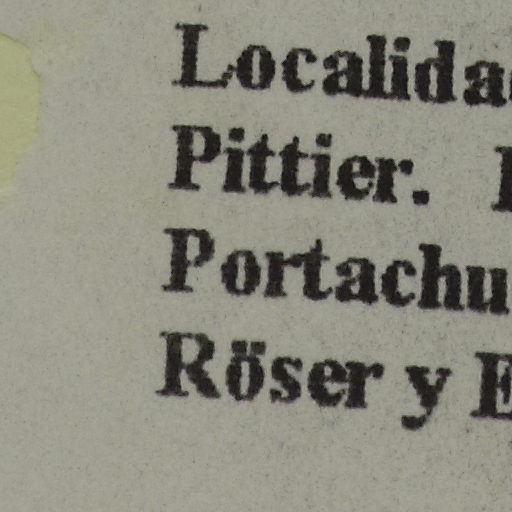 Localida
Pittier.
Portachu
Röser y E